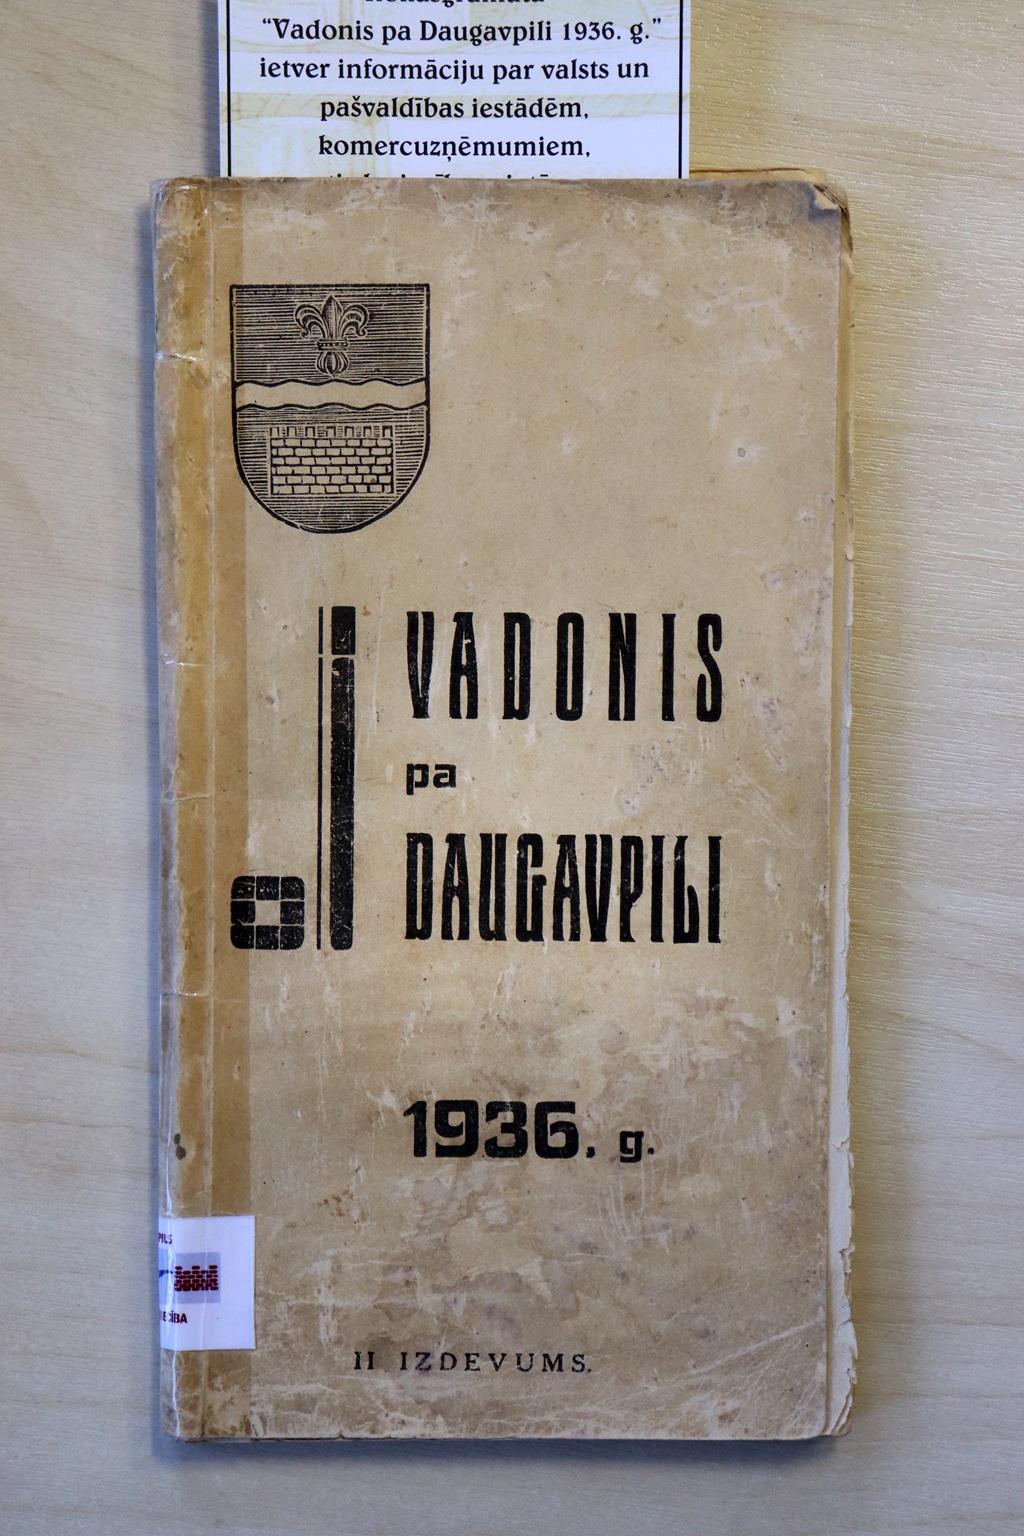 “Vadonis pa Daugavpili 1936. g.”
ietver informāciju par valsts un
pašvaldības iestādēm,
komercuzņēmumiem,
VADONIS
pa
DAUGAVPILI
1936. g.
II IZDEVUMS.